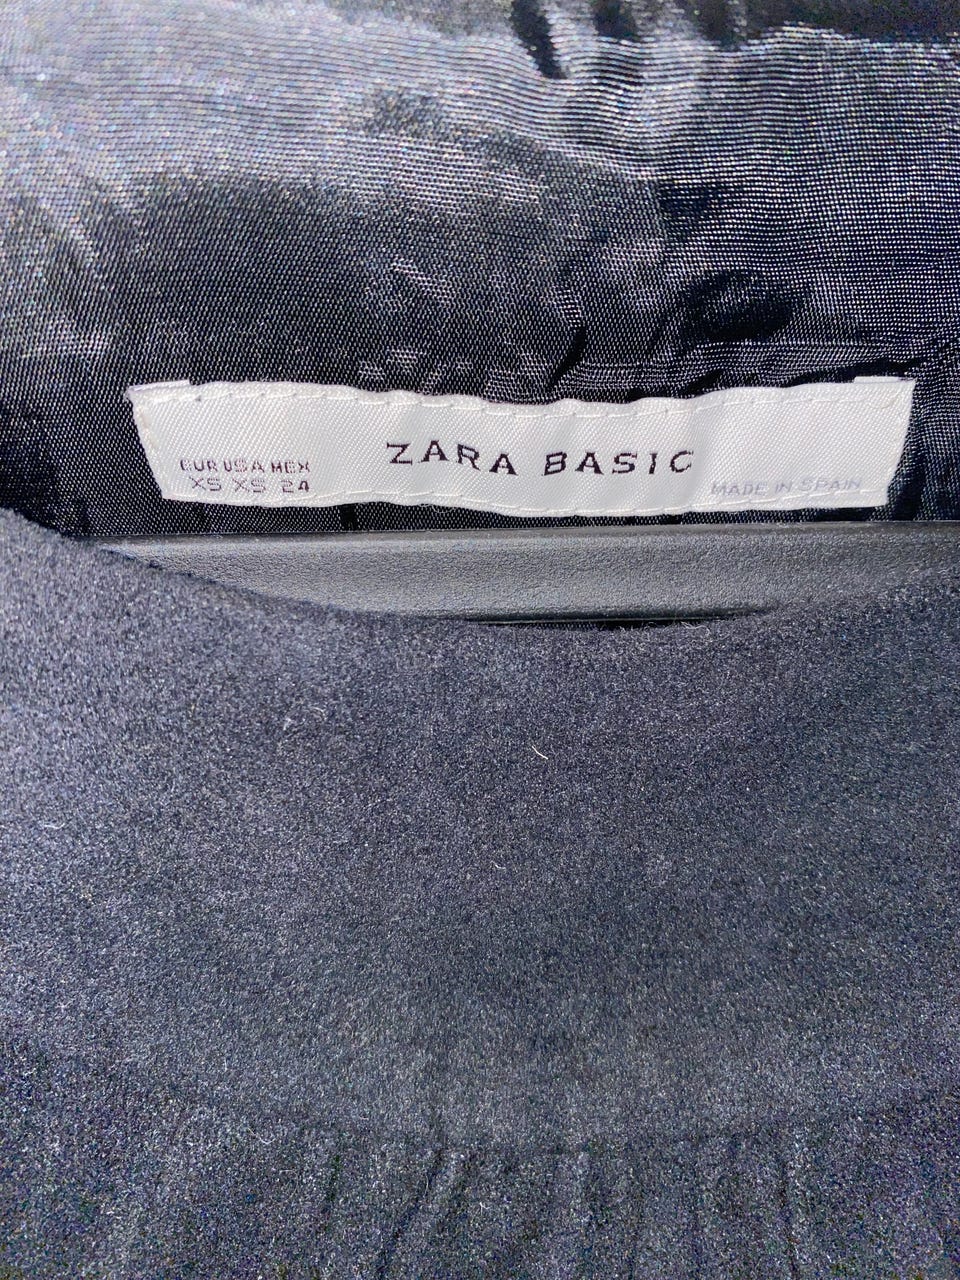 EUR USA MEX
XS XS 24
ZARA BASIC
MADE IN SPAIN